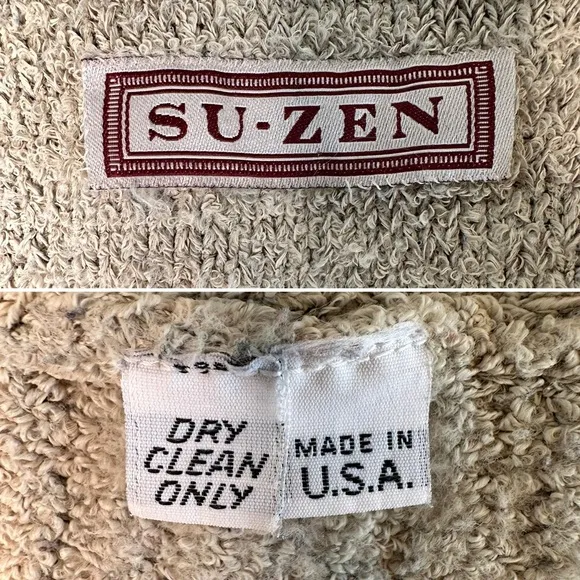 SU-ZEN
DRY
CLEAN
ONLY
MADE IN
U.S.A.